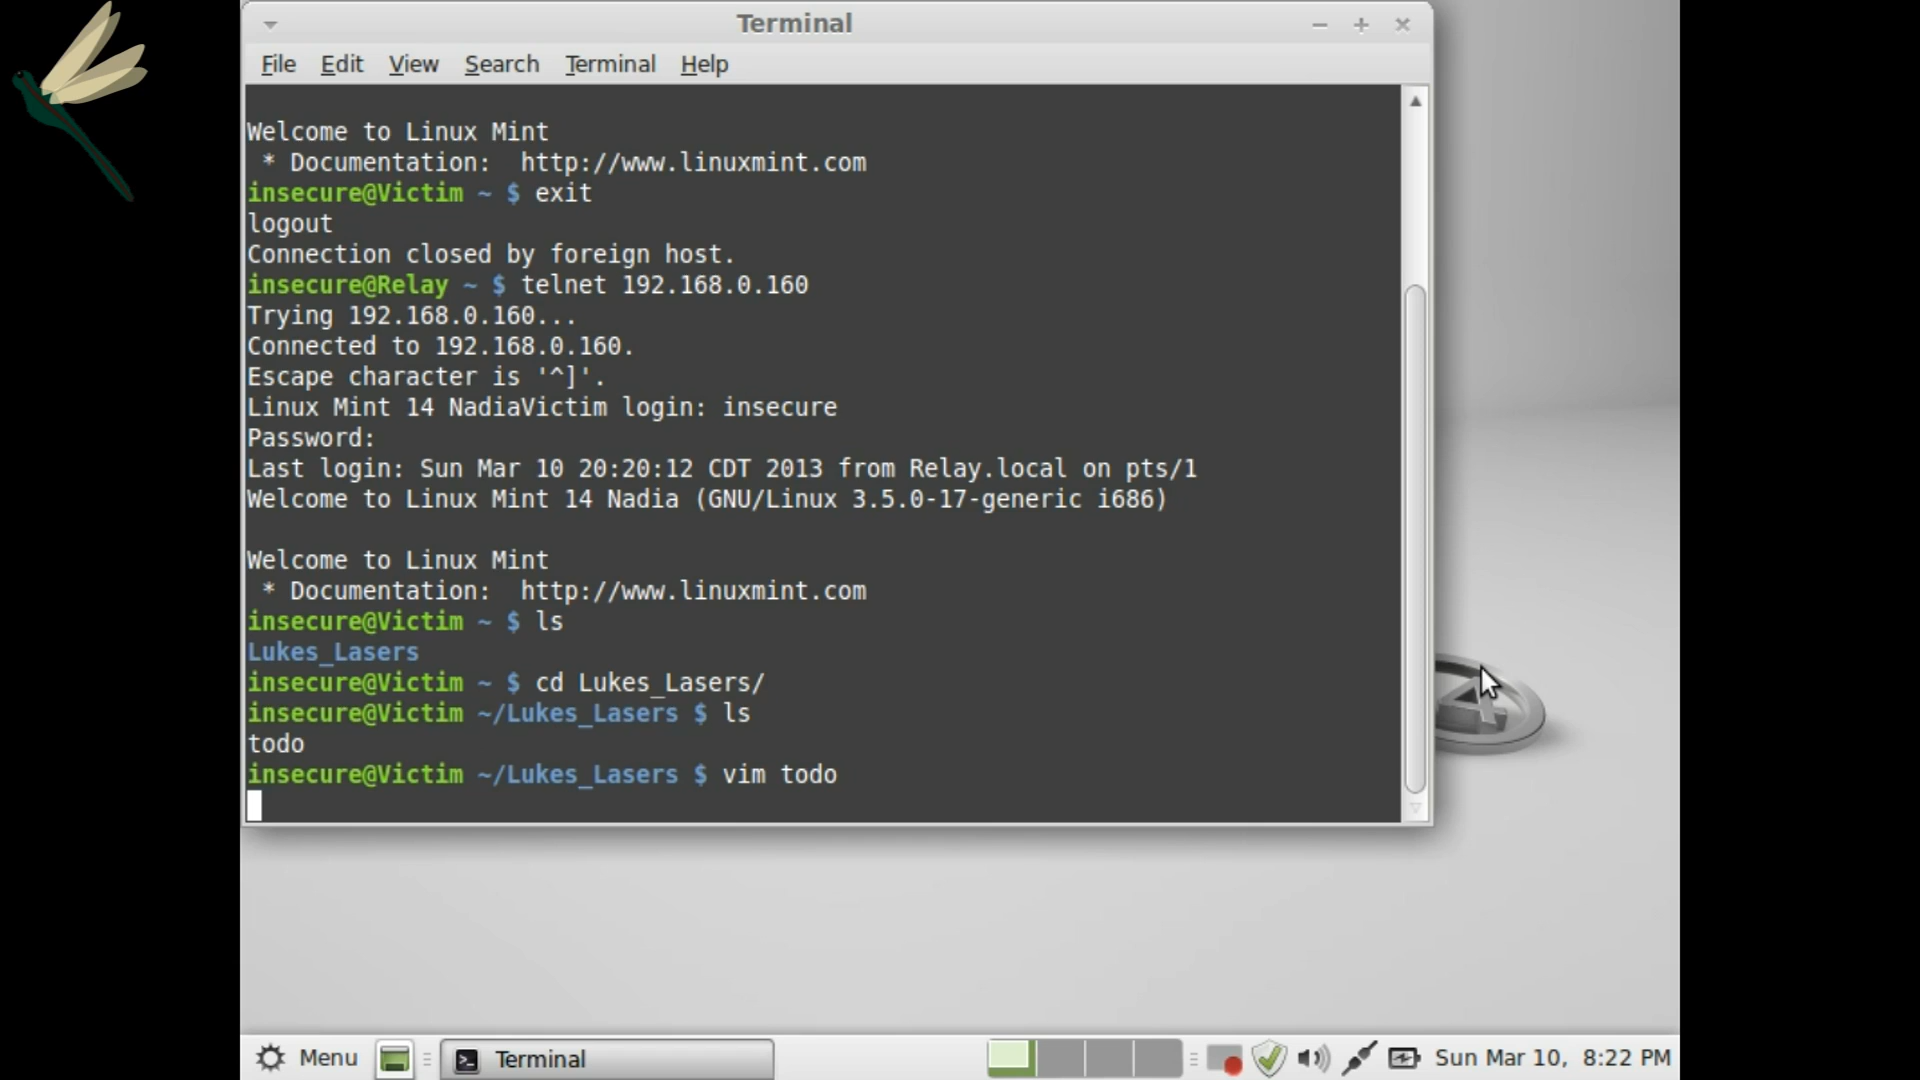 Terminal
File Edit View Search Terminal Help
Welcome to Linux Mint
 * Documentation:  http://www.linuxmint.com
insecure@Victim ~ $ exit
logout
Connection closed by foreign host.
insecure@Relay ~ $ telnet 192.168.0.160
Trying 192.168.0.160...
Connected to 192.168.0.160.
Escape character is '^]'.
Linux Mint 14 NadiaVictim login: insecure
Password:
Last login: Sun Mar 10 20:20:12 CDT 2013 from Relay.local on pts/1
Welcome to Linux Mint 14 Nadia (GNU/Linux 3.5.0-17-generic i686)
Welcome to Linux Mint
 * Documentation:  http://www.linuxmint.com
insecure@Victim ~ $ ls
Lukes_Lasers
insecure@Victim ~ $ cd Lukes_Lasers/
insecure@Victim ~/Lukes_Lasers $ ls
todo
insecure@Victim ~/Lukes_Lasers $ vim todo
Menu Terminal Sun Mar 10, 8:22 PM